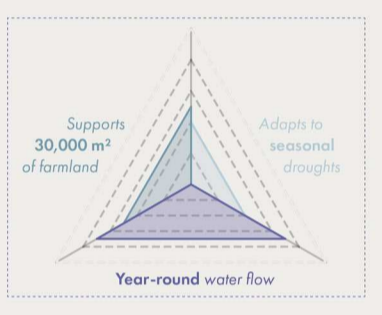 Supports
30,000 m²
of farmland
Adapts to
seasonal
droughts
Year-round water flow